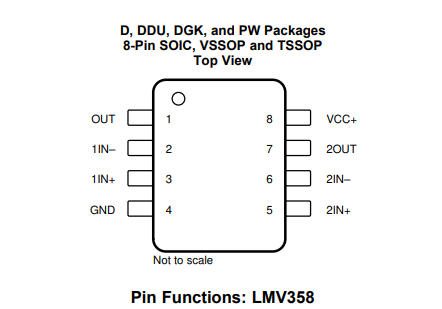 D, DDU, DGK, and PW Packages
8-Pin SOIC, VSSOP and TSSOP
Top View
OUT 1 8 VCC+
1IN– 2 7 2OUT
1IN+ 3 6 2IN–
GND 4 5 2IN+
Not to scale
Pin Functions: LMV358